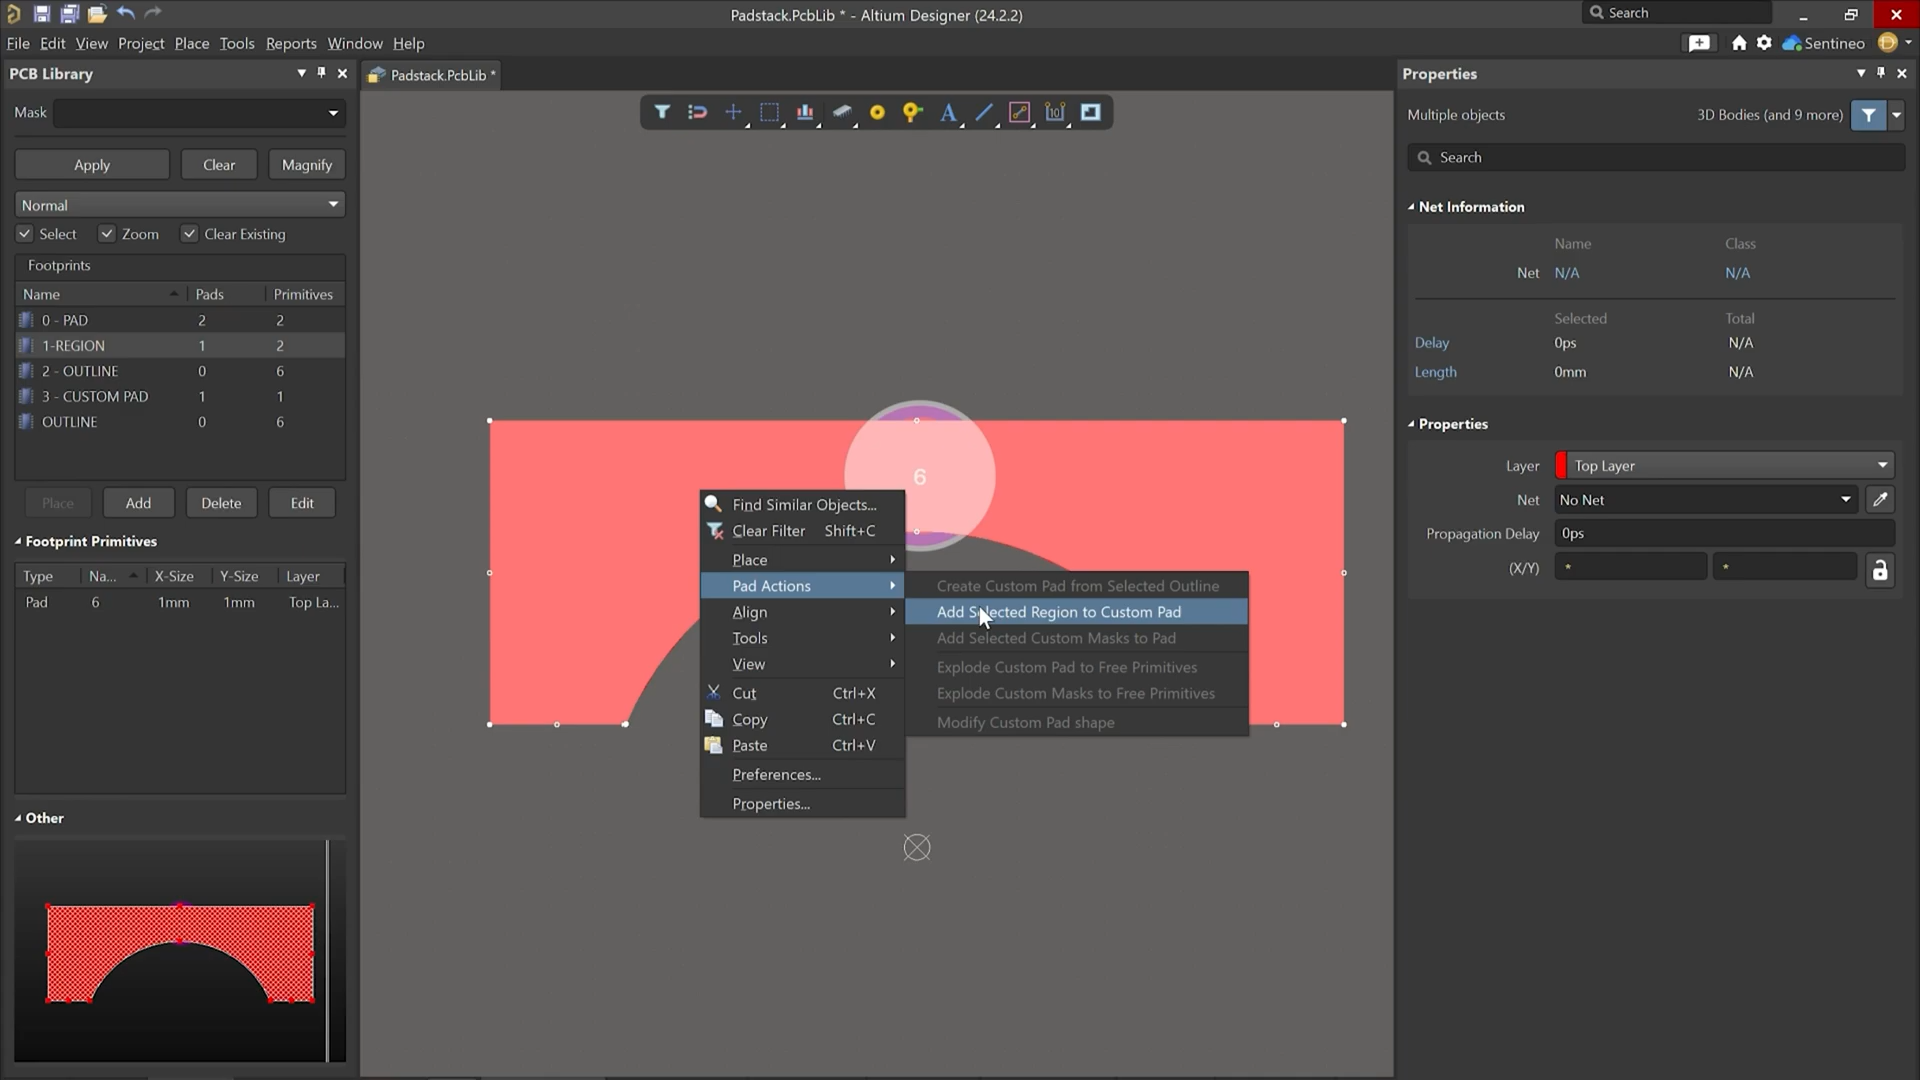 Padstack.PcbLib * - Altium Designer (24.2.2)
Search
File Edit View Project Place Tools Reports Window Help
Sentineo
PCB Library
Mask
Apply Clear Magnify
Normal
Select Zoom Clear Existing
Footprints
Name Pads Primitives
0 - PAD 2 2
1-REGION 1 2
2 - OUTLINE 0 6
3 - CUSTOM PAD 1 1
OUTLINE 0 6
Place Add Delete Edit
Footprint Primitives
Type Na... X-Size Y-Size Layer
Pad 6 1mm 1mm Top La...
Other
Padstack.PcbLib *
6
Find Similar Objects...
Clear Filter Shift+C
Place
Pad Actions
Align
Tools
View
Cut Ctrl+X
Copy Ctrl+C
Paste Ctrl+V
Preferences...
Properties...
Create Custom Pad from Selected Outline
Add Selected Region to Custom Pad
Add Selected Custom Masks to Pad
Explode Custom Pad to Free Primitives
Explode Custom Masks to Free Primitives
Modify Custom Pad shape
Properties
Multiple objects 3D Bodies (and 9 more)
Search
Net Information
Name Class
Net N/A N/A
Selected Total
Delay 0ps N/A
Length 0mm N/A
Properties
Layer Top Layer
Net No Net
Propagation Delay 0ps
(X/Y) * *